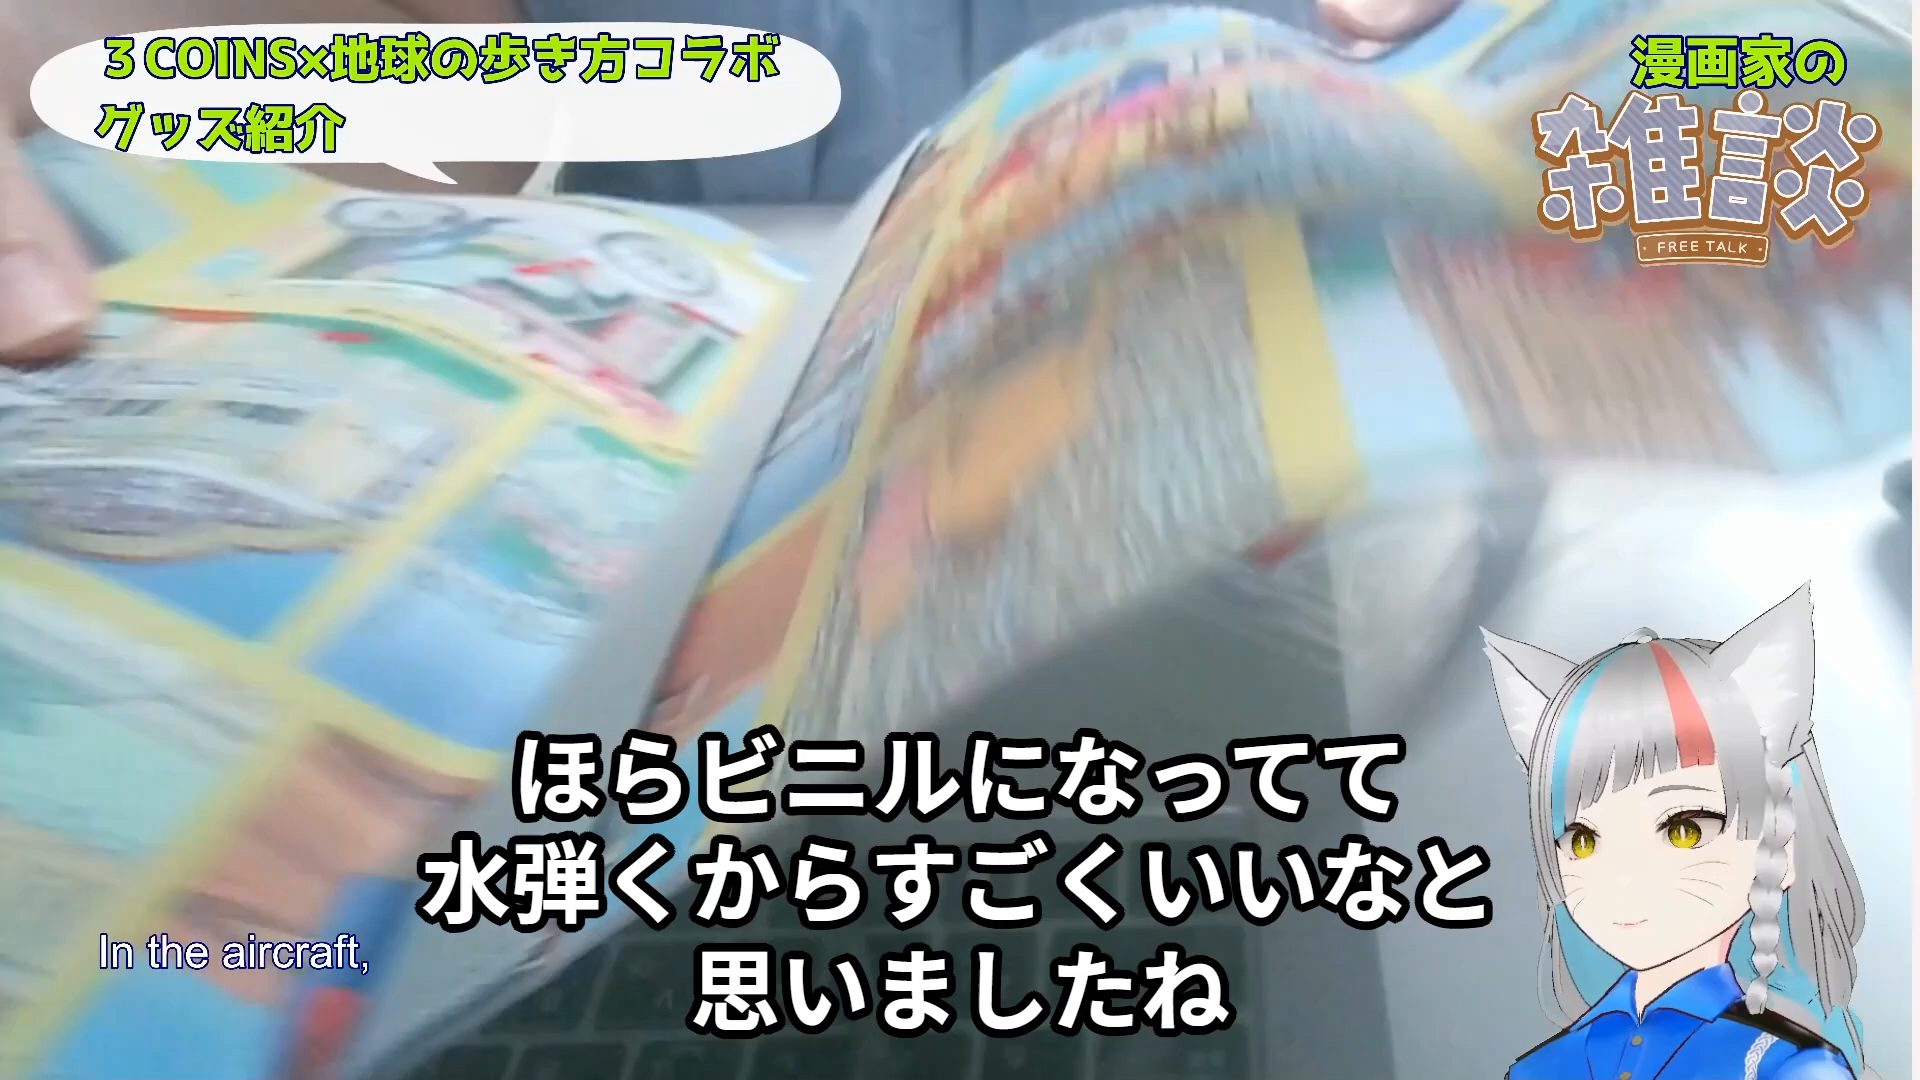 ３COINS×地球の歩き方コラボ
グッズ紹介
漫画家の
雑談
FREE TALK
ほらビニルになってて
水弾くからすごくいいなと
思いましたね
In the aircraft,